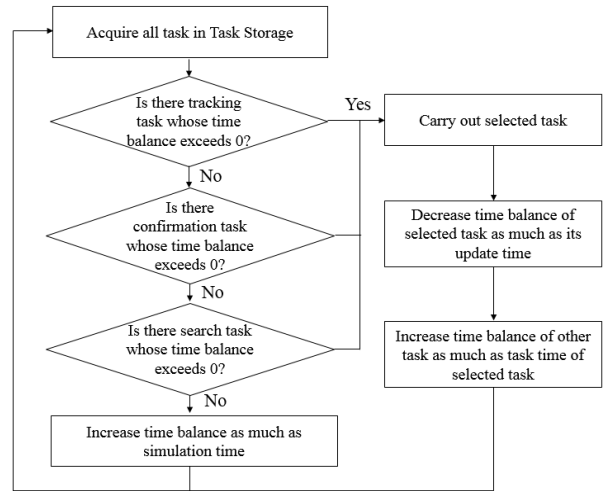 Acquire all task in Task Storage
Is there tracking
task whose time
balance exceeds 0?
Yes
Carry out selected task
No
Is there
confirmation task
whose time balance
exceeds 0?
Decrease time balance of
selected task as much as its
update time
No
Is there search task
whose time balance
exceeds 0?
Increase time balance of other
task as much as task time of
selected task
No
Increase time balance as much as
simulation time